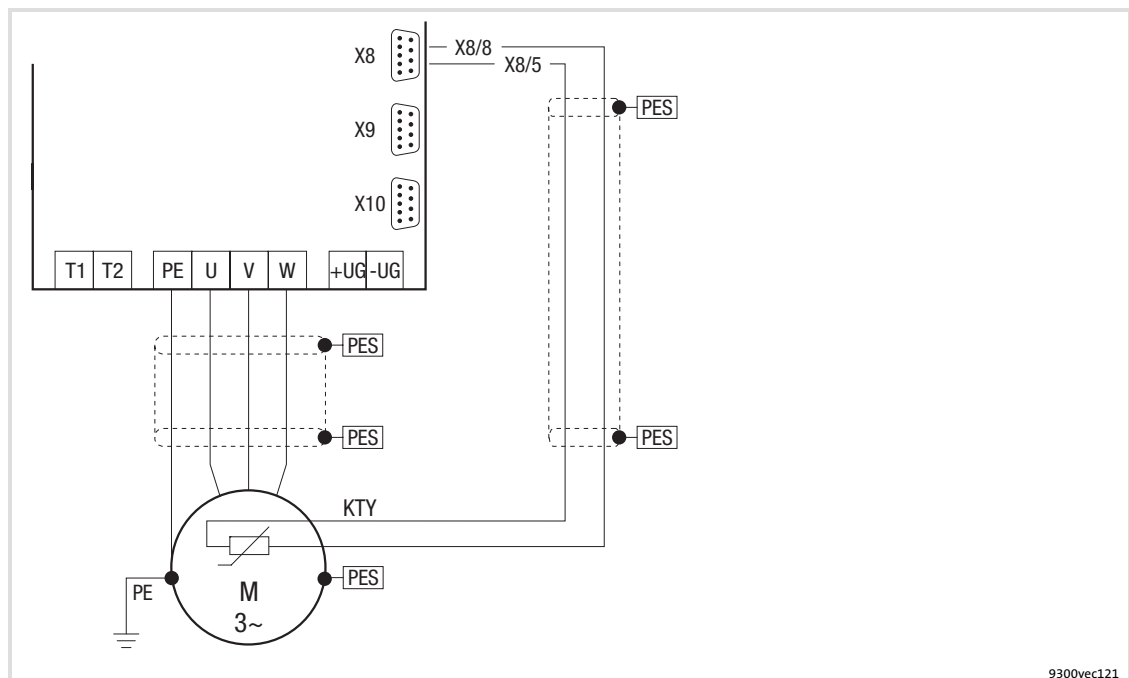 X8
X8/8
X8/5
PES
X9
X10
T1 T2 PE U V W +UG -UG
PES
PES
PES
KTY
PES
PE
M
3~
9300vec121